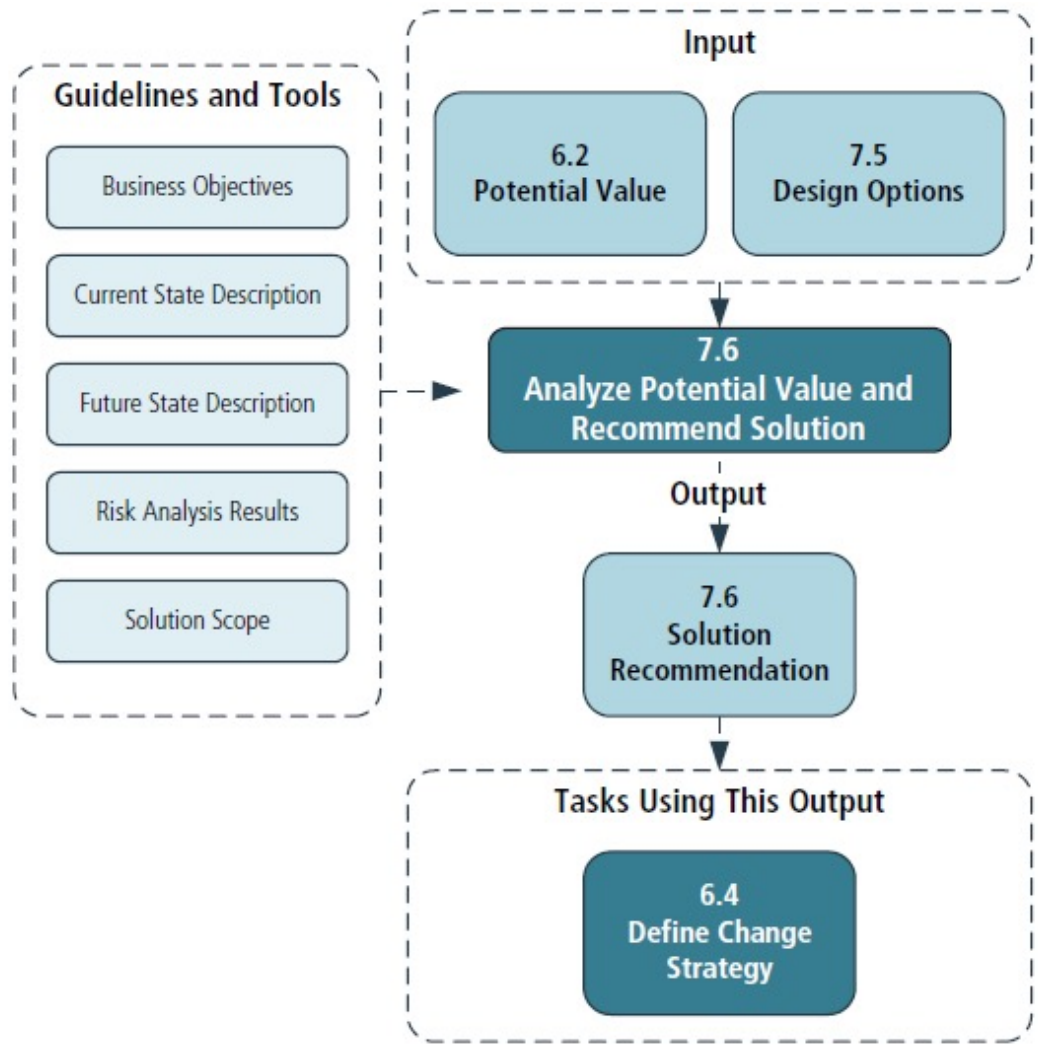 Input
Guidelines and Tools
Business Objectives
Current State Description
Future State Description
Risk Analysis Results
Solution Scope
6.2
Potential Value
7.5
Design Options
7.6
Analyze Potential Value and
Recommend Solution
Output
7.6
Solution
Recommendation
Tasks Using This Output
6.4
Define Change
Strategy